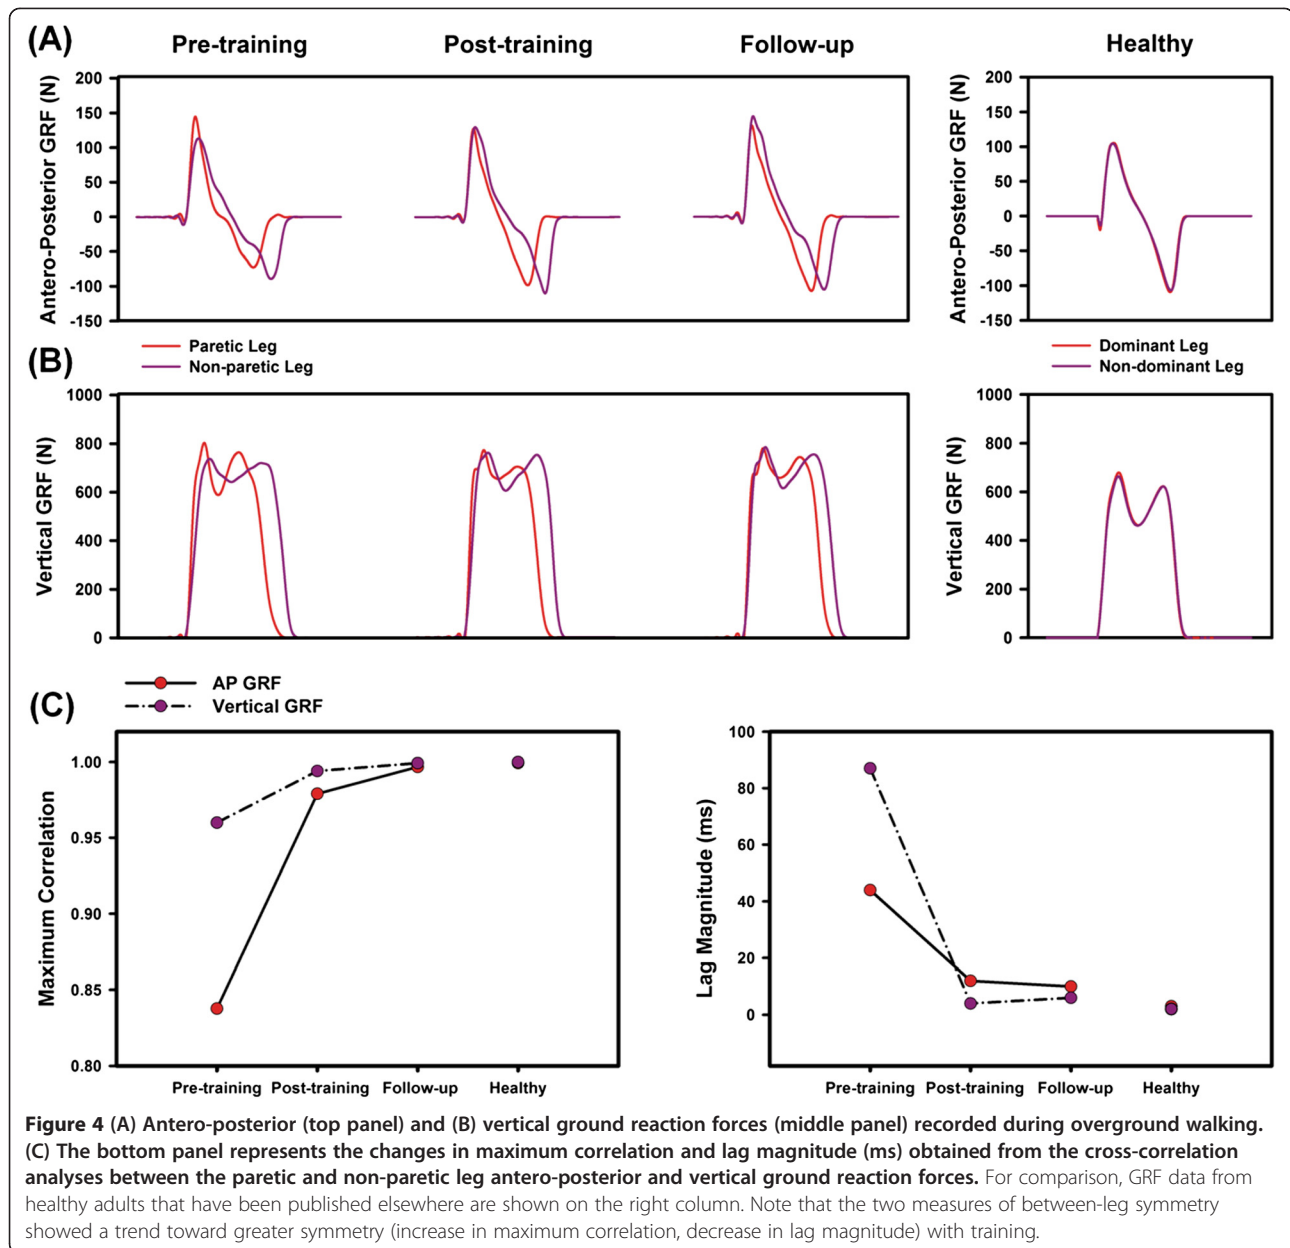 (A)
Pre-training Post-training Follow-up Healthy
Antero-Posterior GRF (N)
200
150
100
50
0
-50
-100
-150
Antero-Posterior GRF (N)
200
150
100
50
0
-50
-100
-150
Paretic Leg
Non-paretic Leg
Dominant Leg
Non-dominant Leg
(B)
Vertical GRF (N)
1000
800
600
400
200
0
Vertical GRF (N)
1000
800
600
400
200
0
(C)
AP GRF
Vertical GRF
Maximum Correlation
1.00
0.95
0.90
0.85
0.80
Pre-training Post-training Follow-up Healthy
Lag Magnitude (ms)
100
80
60
40
20
0
Pre-training Post-training Follow-up Healthy
Figure 4 (A) Antero-posterior (top panel) and (B) vertical ground reaction forces (middle panel) recorded during overground walking.
(C) The bottom panel represents the changes in maximum correlation and lag magnitude (ms) obtained from the cross-correlation
analyses between the paretic and non-paretic leg antero-posterior and vertical ground reaction forces. For comparison, GRF data from
healthy adults that have been published elsewhere are shown on the right column. Note that the two measures of between-leg symmetry
showed a trend toward greater symmetry (increase in maximum correlation, decrease in lag magnitude) with training.